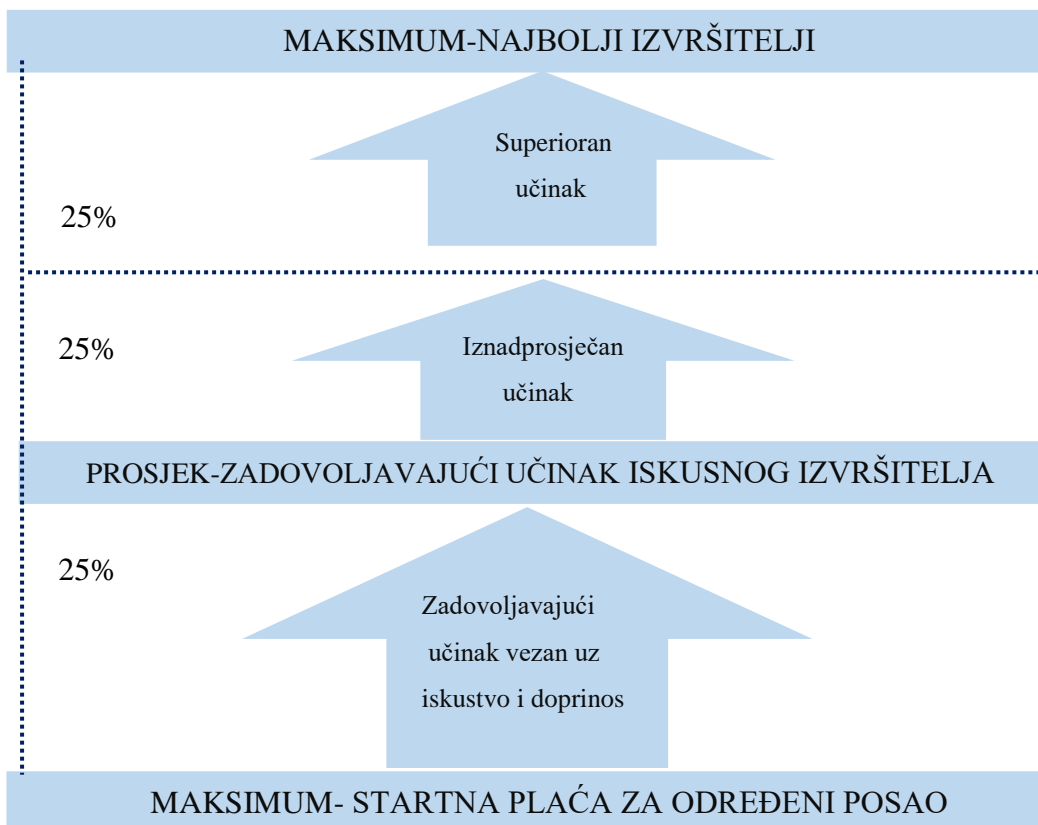 MAKSIMUM-NAJBOLJI IZVRŠITELJI
Superioran
učinak
25%
25%
Iznadprosječan
učinak
PROSJEK-ZADOVOLJAVAJUĆI UČINAK ISKUSNOG IZVRŠITELJA
25%
Zadovoljavajući
učinak vezan uz
iskustvo i doprinos
MAKSIMUM- STARTNA PLAĆA ZA ODREĐENI POSAO